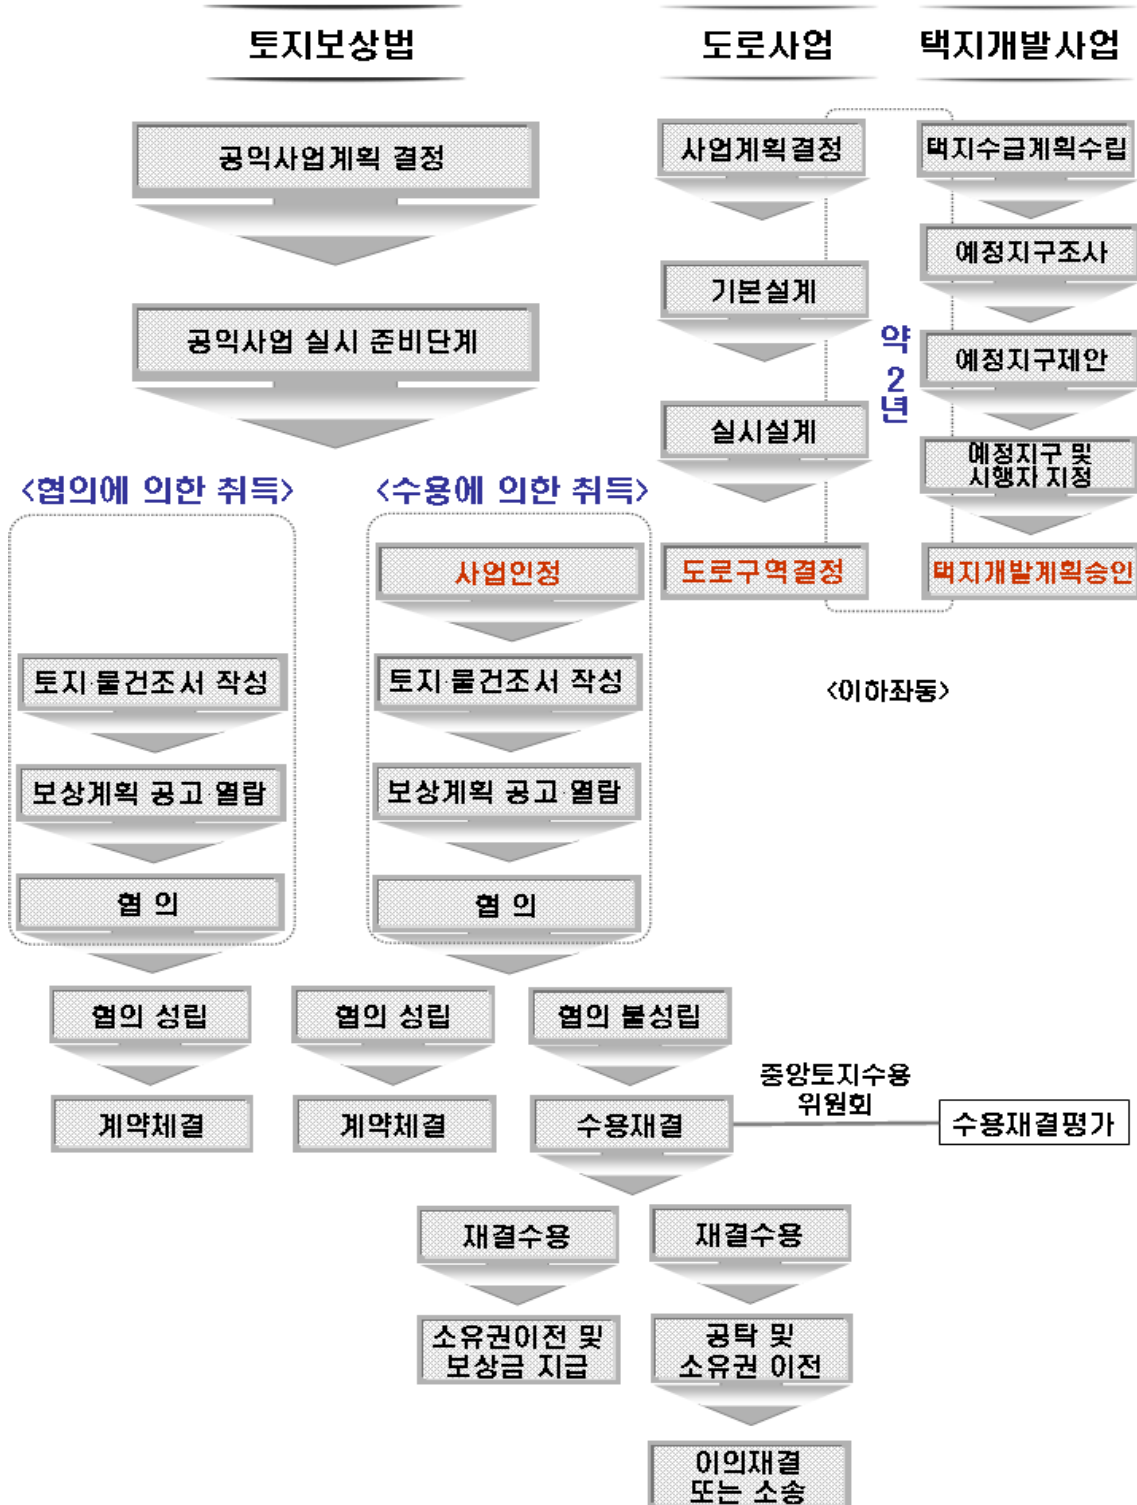 토지보상법
도로사업
택지개발사업
공익사업계획 결정
공익사업 실시 준비단계
사업계획결정
기본설계
실시설계
도로구역결정
약
2
년
택지수급계획수립
예정지구조사
예정지구제안
예정지구 및
시행자 지정
택지개발계획승인
<이하좌동>
<협의에 의한 취득>
토지·물건조서 작성
보상계획 공고 열람
협 의
협의 성립
계약체결
<수용에 의한 취득>
사업인정
토지 물건조서 작성
보상계획 공고·열람
협 의
협의 성립
계약체결
협의 불성립
수용재결
중앙토지수용
위원회
수용재결평가
재결수용
소유권이전 및
보상금 지급
재결수용
공탁 및
소유권 이전
이의재결
또는 소송